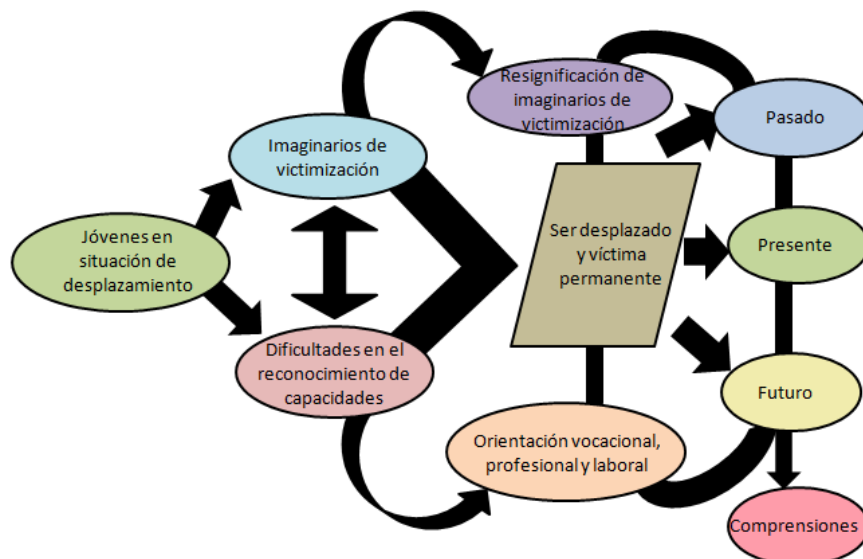 Resignificación de
imaginarios de
victimización
Pasado
Imaginarios de
victimización
Jóvenes en
situación de
desplazamiento
Ser desplazado
y víctima
permanente
Presente
Dificultades en el
reconocimiento de
capacidades
Futuro
Orientación vocacional,
profesional y laboral
Comprensiones